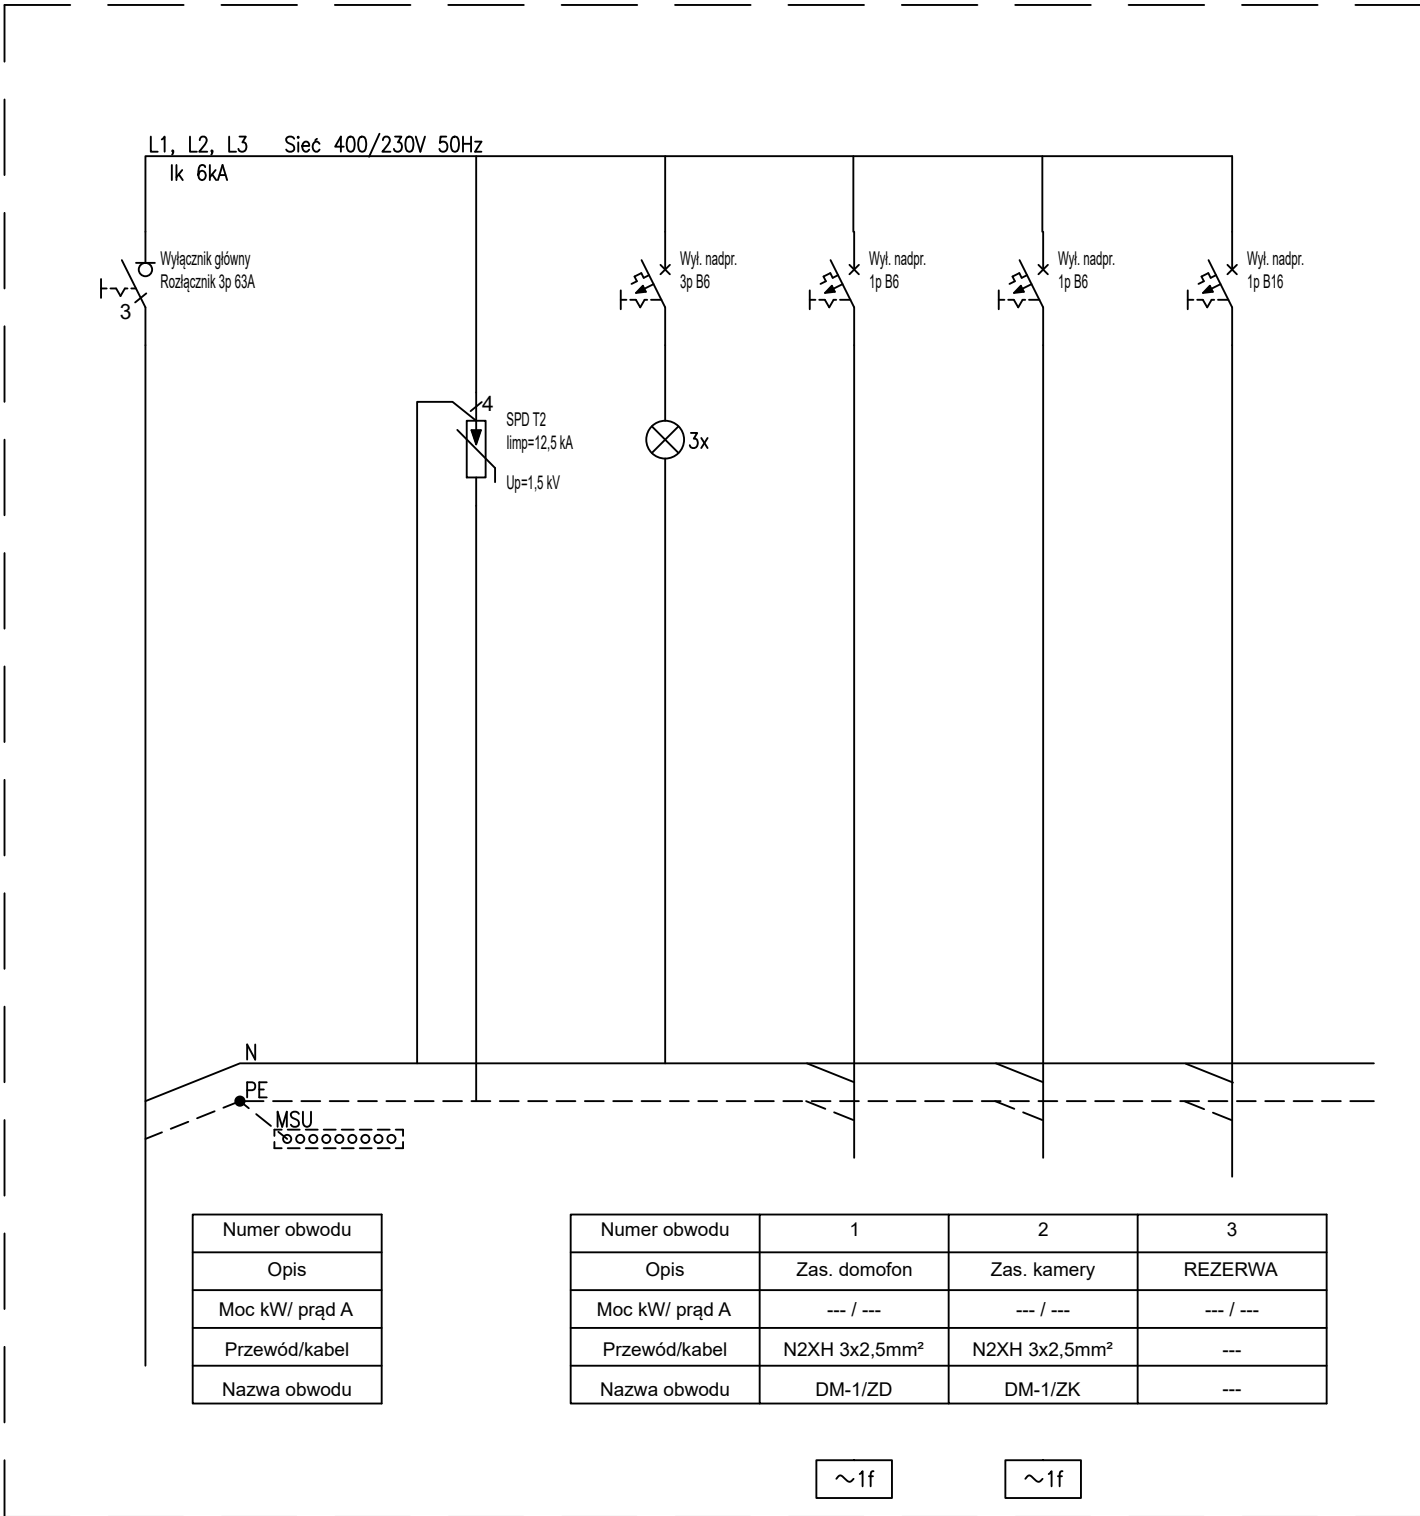 L1, L2, L3 Sieć 400/230V 50Hz
Ik 6kA
Wyłącznik główny
Rozłącznik 3p 63A
3
Wył. nadpr.
3p B6
Wył. nadpr.
1p B6
Wył. nadpr.
1p B6
Wył. nadpr.
1p B16
4
SPD T2
Iimp=12,5 kA
Up=1,5 kV
3x
N
PE
MSU
Numer obwodu
Opis
Moc kW/ prąd A
Przewód/kabel
Nazwa obwodu
Numer obwodu 1 2 3
Opis Zas. domofon Zas. kamery REZERWA
Moc kW/ prąd A --- / --- --- / --- --- / ---
Przewód/kabel N2XH 3x2,5mm² N2XH 3x2,5mm² ---
Nazwa obwodu DM-1/ZD DM-1/ZK ---
~1f ~1f